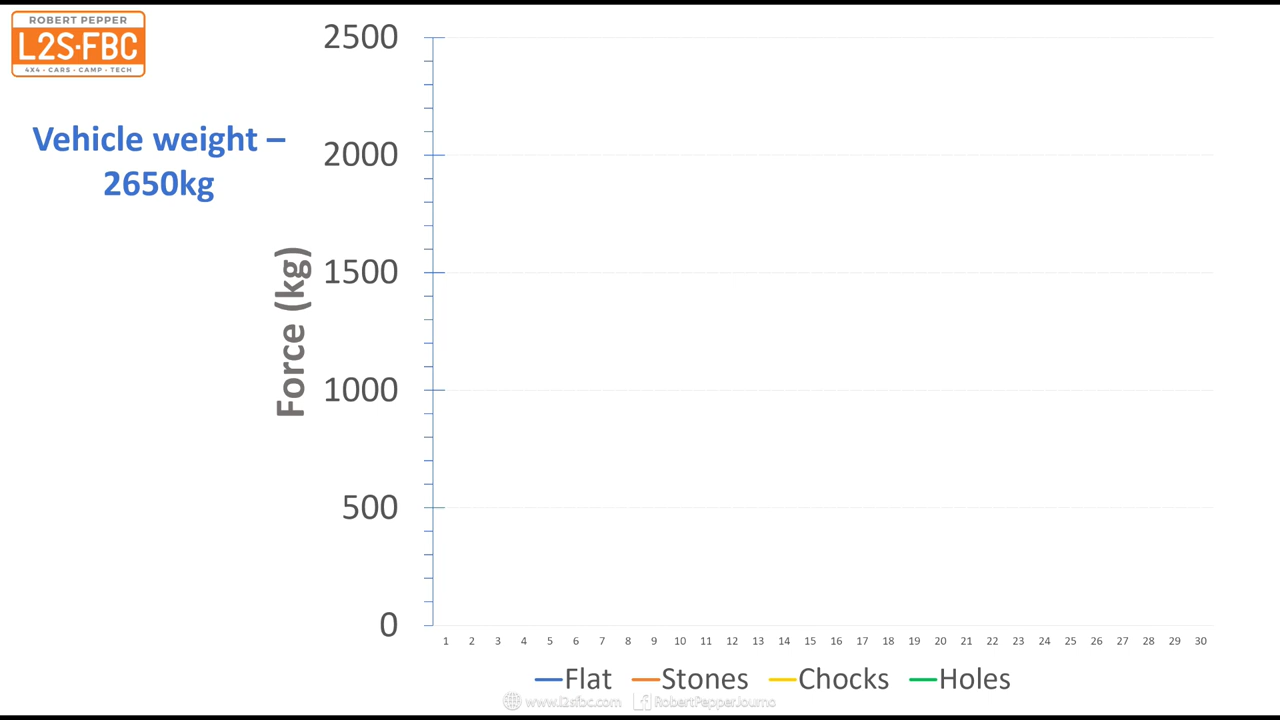 ROBERT PEPPER
L2S·FBC
4X4 - CARS - CAMP - TECH
Vehicle weight –
2650kg
Force (kg)
2500
2000
1500
1000
500
0
1 2 3 4 5 6 7 8 9 10 11 12 13 14 15 16 17 18 19 20 21 22 23 24 25 26 27 28 29 30
Flat Stones Chocks Holes
www.l2sfbc.com RobertPepperJourno